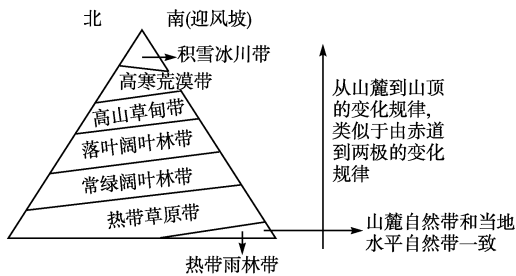 北 南(迎风坡)
积雪冰川带
高寒荒漠带
高山草甸带
落叶阔叶林带
常绿阔叶林带
热带草原带
热带雨林带
从山麓到山顶
的变化规律,
类似于由赤道
到两极的变化
规律
山麓自然带和当地
水平自然带一致